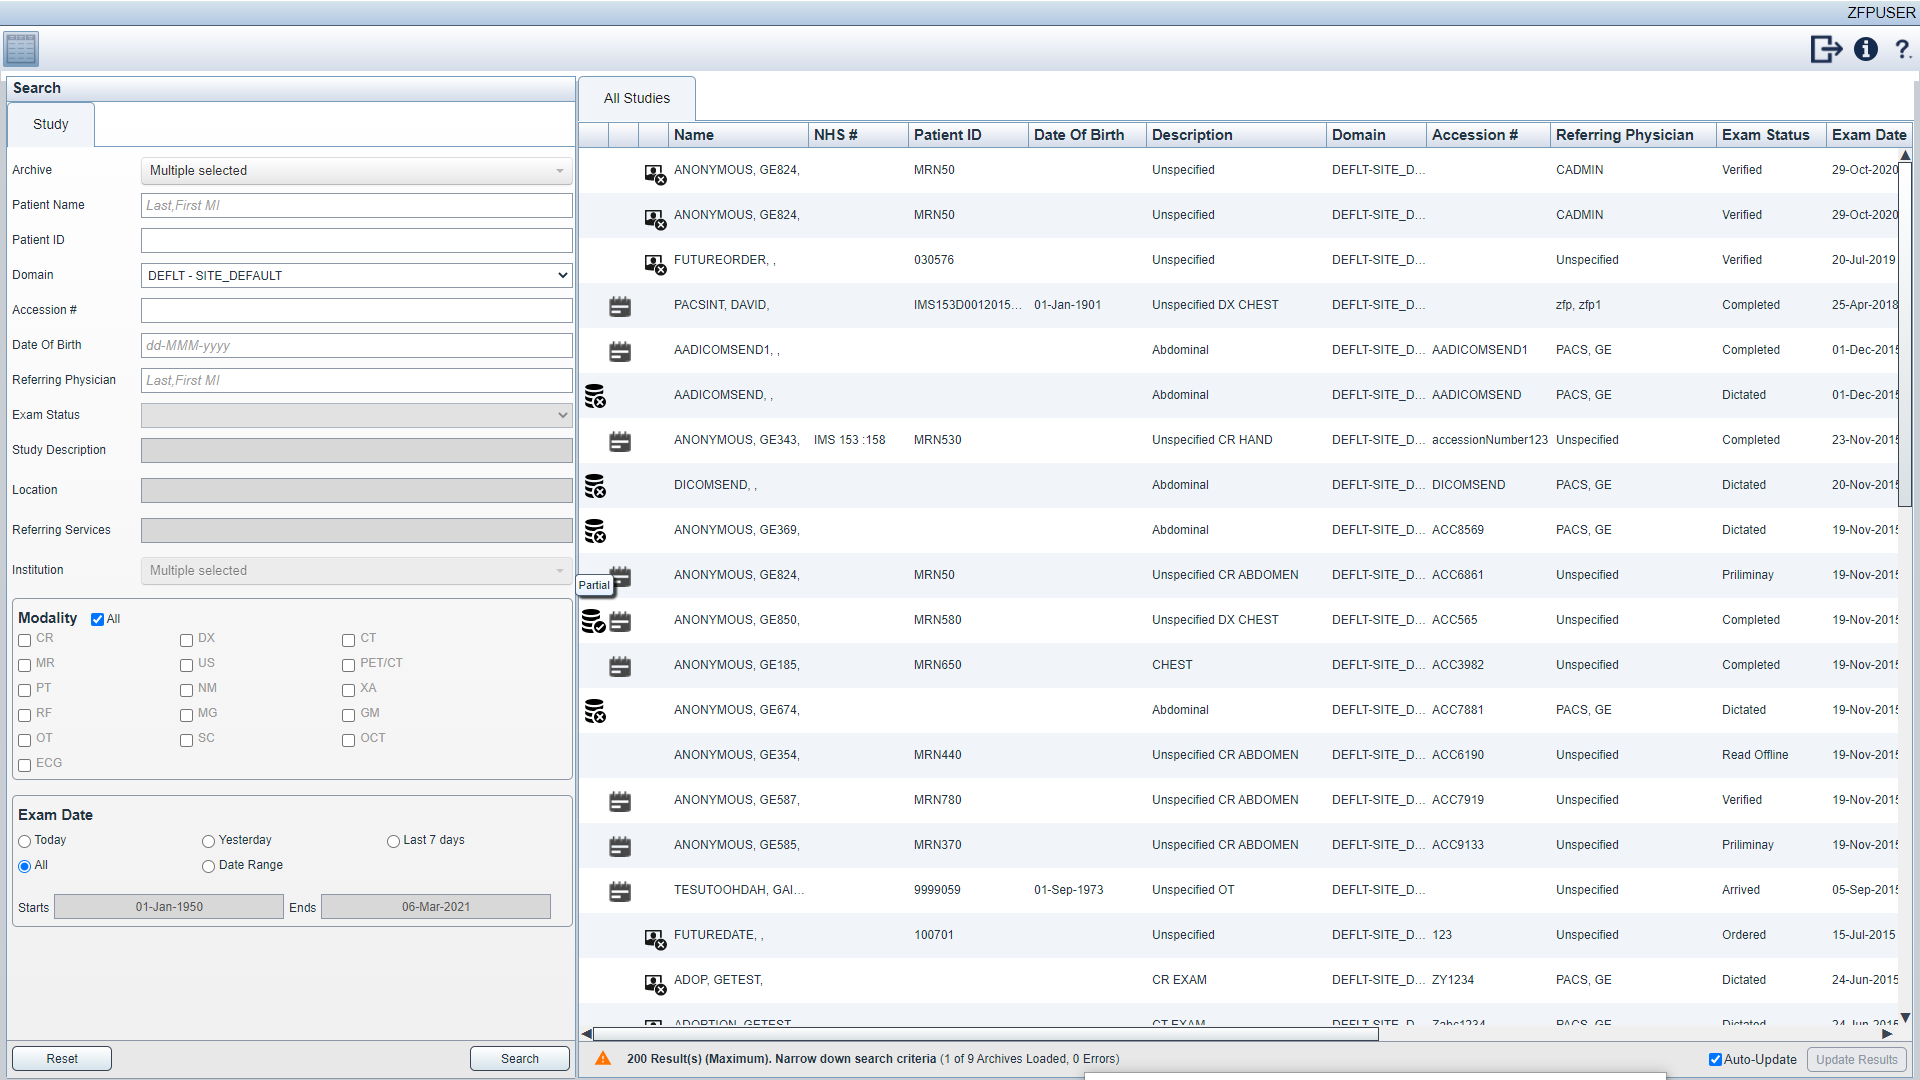 ZFPUSER
?
Search
Study
Archive Multiple selected
Patient Name Last,First MI
Patient ID
Domain DEFLT - SITE_DEFAULT
Accession #
Date Of Birth dd-MMM-yyyy
Referring Physician Last,First MI
Exam Status
Study Description
Location
Referring Services
Institution Multiple selected
Modality All
CR DX CT
MR US PET/CT
PT NM XA
RF MG GM
OT SC OCT
ECG
Exam Date
Today Yesterday Last 7 days
All Date Range
Starts 01-Jan-1950 Ends 06-Mar-2021
Reset Search
All Studies
Name NHS # Patient ID Date Of Birth Description Domain Accession # Referring Physician Exam Status Exam Date
ANONYMOUS, GE824, MRN50 Unspecified DEFLT-SITE_D... CADMIN Verified 29-Oct-2020
ANONYMOUS, GE824, MRN50 Unspecified DEFLT-SITE_D... CADMIN Verified 29-Oct-2020
FUTUREORDER, , 030576 Unspecified DEFLT-SITE_D... Unspecified Verified 20-Jul-2019
PACSINT, DAVID, IMS153D0012015... 01-Jan-1901 Unspecified DX CHEST DEFLT-SITE_D... zfp, zfp1 Completed 25-Apr-2018
AADICOMSEND1, , Abdominal DEFLT-SITE_D... AADICOMSEND1 PACS, GE Completed 01-Dec-2015
AADICOMSEND, , Abdominal DEFLT-SITE_D... AADICOMSEND PACS, GE Dictated 01-Dec-2015
ANONYMOUS, GE343, IMS 153 :158 MRN530 Unspecified CR HAND DEFLT-SITE_D... accessionNumber123 Unspecified Completed 23-Nov-2015
DICOMSEND, , Abdominal DEFLT-SITE_D... DICOMSEND PACS, GE Dictated 20-Nov-2015
ANONYMOUS, GE369, Abdominal DEFLT-SITE_D... ACC8569 PACS, GE Dictated 19-Nov-2015
Partial
ANONYMOUS, GE824, MRN50 Unspecified CR ABDOMEN DEFLT-SITE_D... ACC6861 Unspecified Priliminay 19-Nov-2015
ANONYMOUS, GE850, MRN580 Unspecified DX CHEST DEFLT-SITE_D... ACC565 Unspecified Completed 19-Nov-2015
ANONYMOUS, GE185, MRN650 CHEST DEFLT-SITE_D... ACC3982 Unspecified Completed 19-Nov-2015
ANONYMOUS, GE674, Abdominal DEFLT-SITE_D... ACC7881 PACS, GE Dictated 19-Nov-2015
ANONYMOUS, GE354, MRN440 Unspecified CR ABDOMEN DEFLT-SITE_D... ACC6190 Unspecified Read Offline 19-Nov-2015
ANONYMOUS, GE587, MRN780 Unspecified CR ABDOMEN DEFLT-SITE_D... ACC7919 Unspecified Verified 19-Nov-2015
ANONYMOUS, GE585, MRN370 Unspecified CR ABDOMEN DEFLT-SITE_D... ACC9133 Unspecified Priliminay 19-Nov-2015
TESUTOOHDAH, GAI... 9999059 01-Sep-1973 Unspecified OT DEFLT-SITE_D... Unspecified Arrived 05-Sep-2015
FUTUREDATE, , 100701 Unspecified DEFLT-SITE_D... 123 Unspecified Ordered 15-Jul-2015
ADOP, GETEST, CR EXAM DEFLT-SITE_D... ZY1234 PACS, GE Dictated 24-Jun-2015
ADOPTION, GETEST CT EXAM DEFLT-SITE_D... Zabc1234 PACS, GE Dictated 24-Jun-2015
200 Result(s) (Maximum). Narrow down search criteria (1 of 9 Archives Loaded, 0 Errors)
Auto-Update Update Results